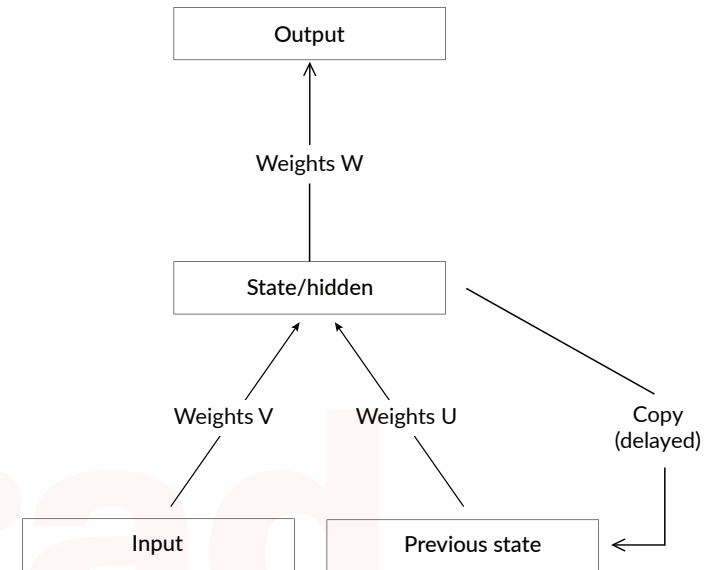 Output
Weights W
State/hidden
Weights V
Weights U
Copy
(delayed)
Input
Previous state